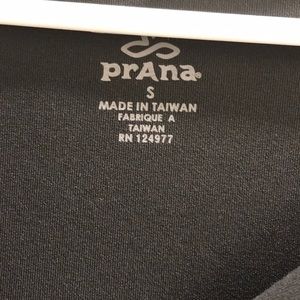 prAna
S
MADE IN TAIWAN
FABRIQUE A
TAIWAN
RN 124977